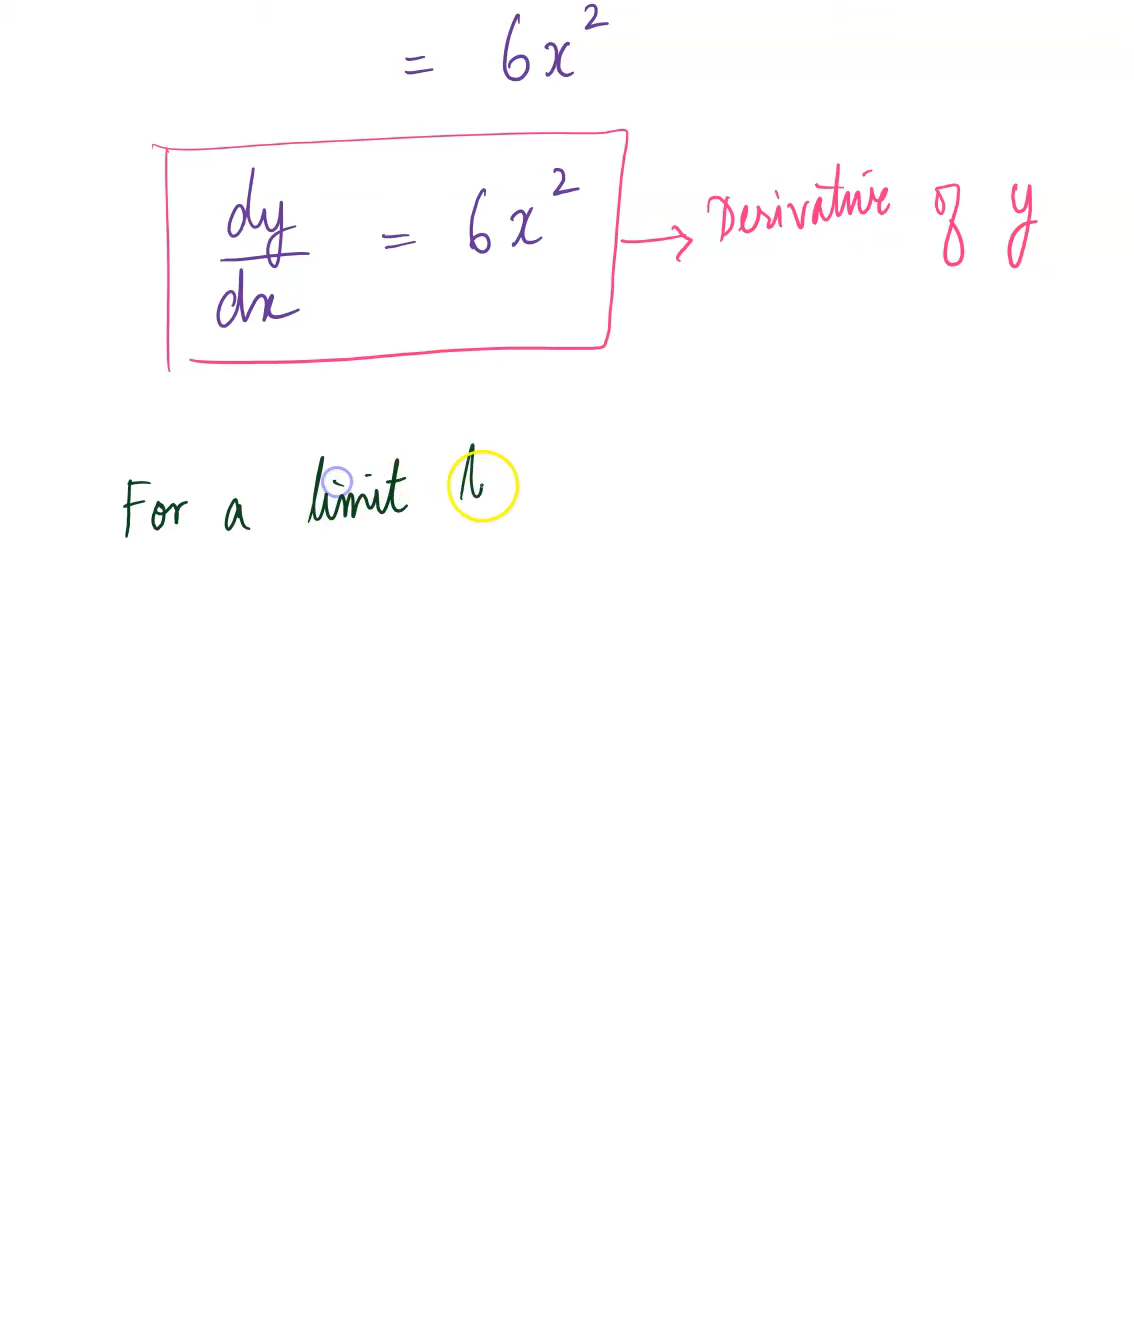 = 6x²
dy/dx = 6x² → Derivative of y
For a limit